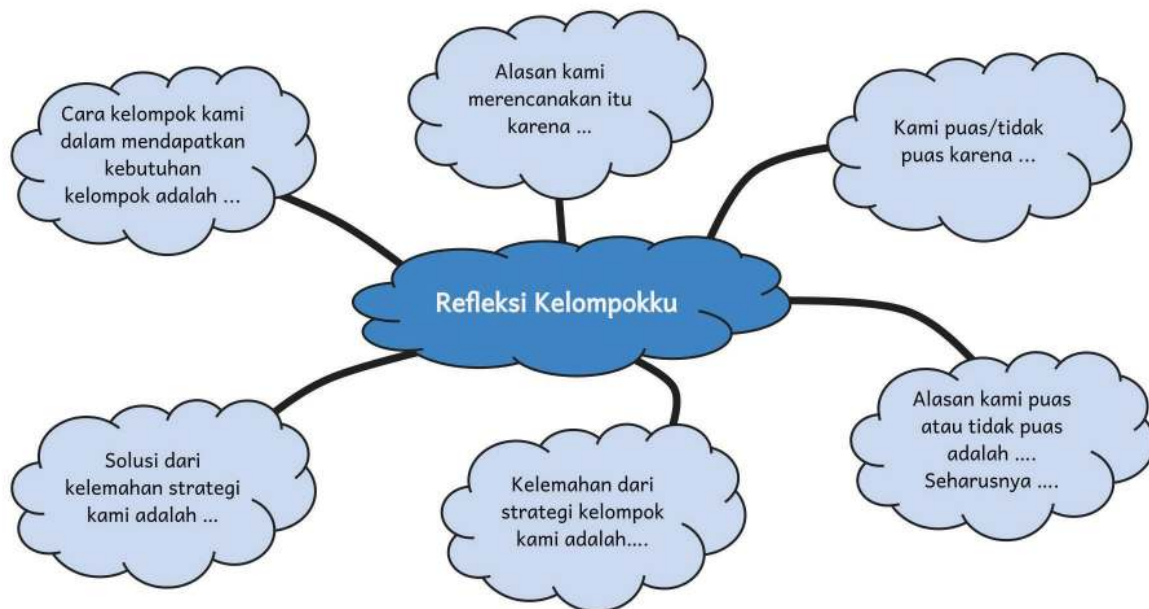 Cara kelompok kami
dalam mendapatkan
kebutuhan
kelompok adalah ...
Alasan kami
merencanakan itu
karena ...
Kami puas/tidak
puas karena ...
Refleksi Kelompokku
Solusi dari
kelemahan strategi
kami adalah ...
Kelemahan dari
strategi kelompok
kami adalah....
Alasan kami puas
atau tidak puas
adalah ....
Seharusnya ....